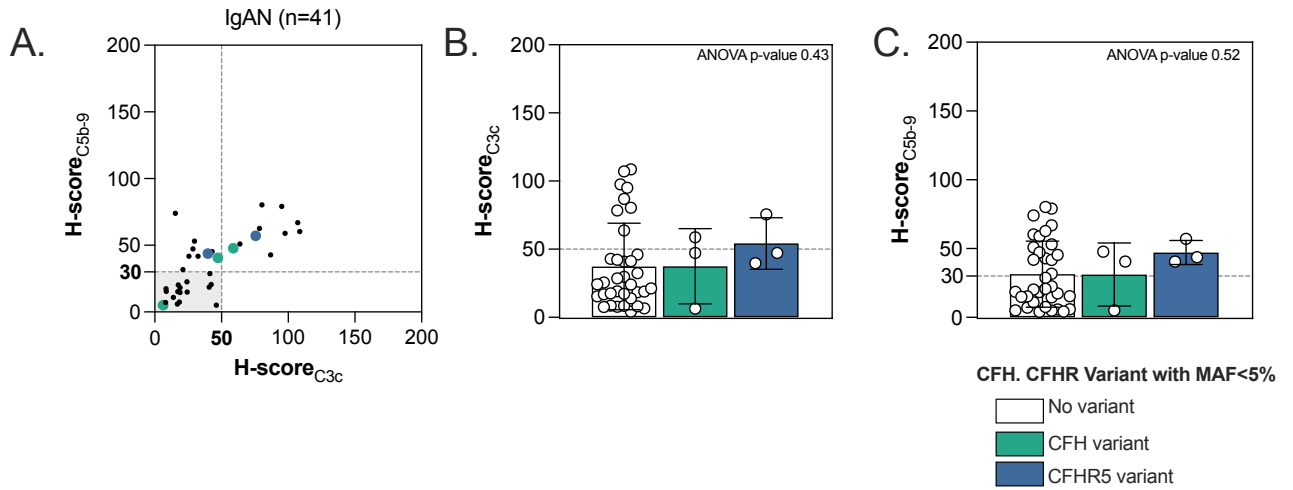 IgAN (n=41)
A.
200
150
100
50
30
0
0
50
100
150
200
H-scoreC5b-9
H-scoreC3c
B.
ANOVA p-value 0.43
200
150
100
50
0
H-scoreC3c
C.
ANOVA p-value 0.52
200
150
100
50
30
0
H-scoreC5b-9
CFH. CFHR Variant with MAF<5%
No variant
CFH variant
CFHR5 variant